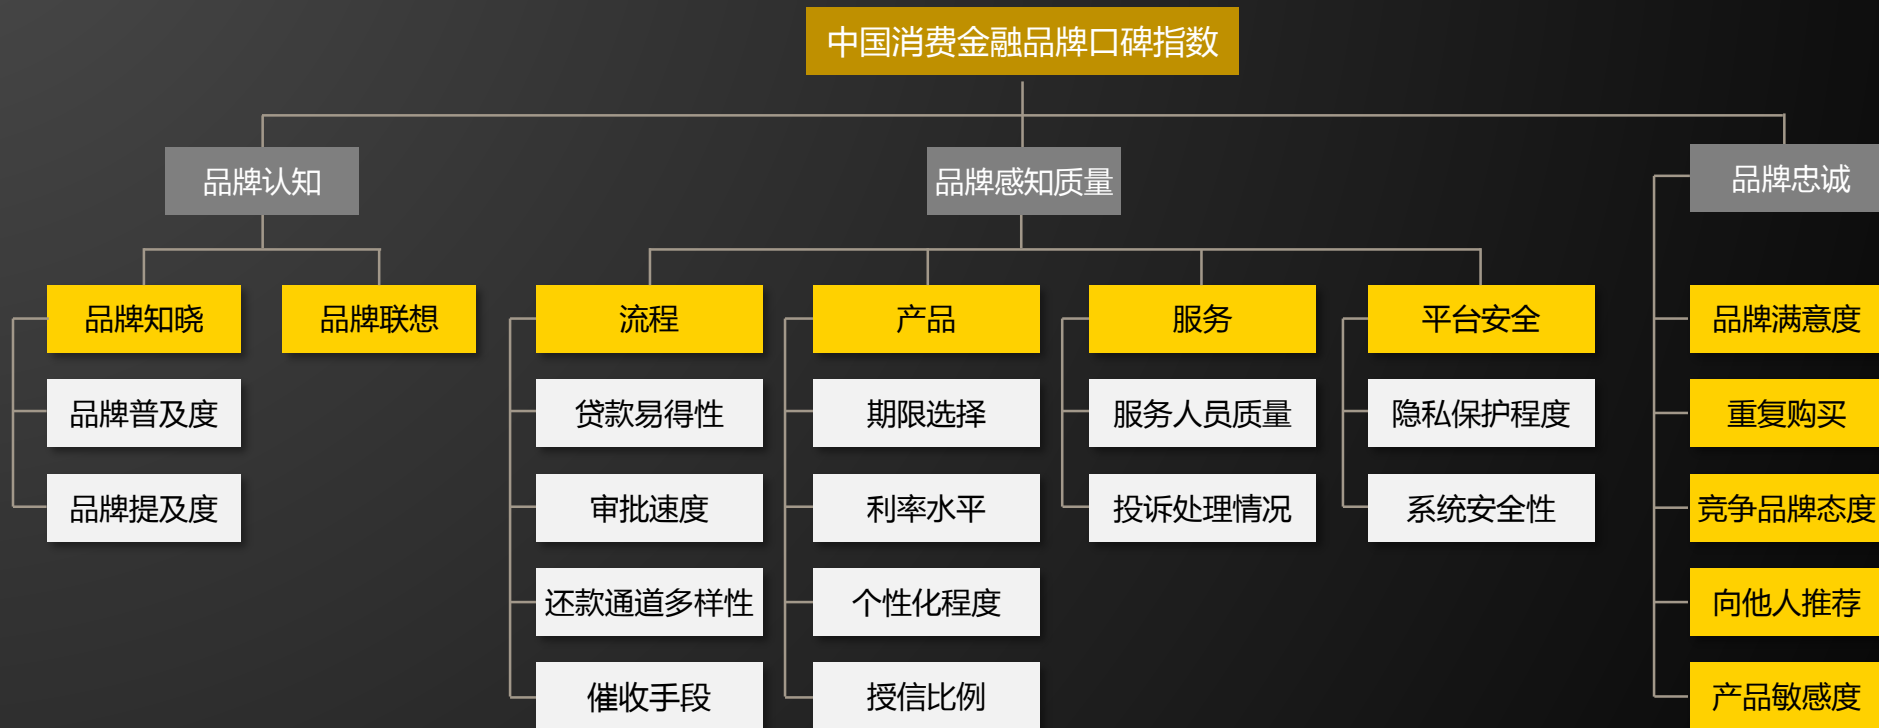 中国消费金融品牌口碑指数
品牌认知
品牌感知质量
品牌忠诚
品牌知晓
品牌联想
流程
产品
服务
平台安全
品牌满意度
品牌普及度
贷款易得性
期限选择
服务人员质量
隐私保护程度
重复购买
品牌提及度
审批速度
利率水平
投诉处理情况
系统安全性
竞争品牌态度
还款通道多样性
个性化程度
向他人推荐
催收手段
授信比例
产品敏感度